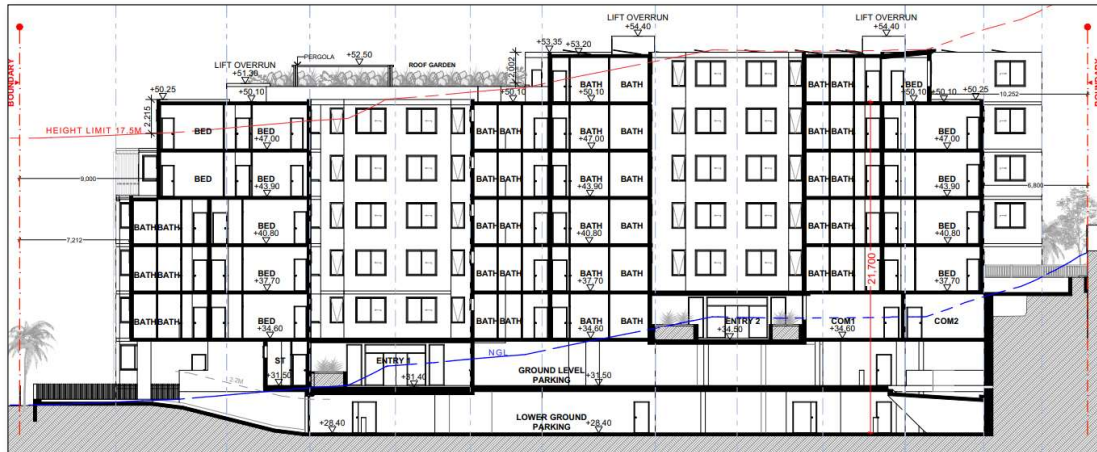 LIFT OVERRUN
+54,40
LIFT OVERRUN
+54,40
+53,35
+53,20
PERGOLA
+52,50
ROOF GARDEN
2,002
LIFT OVERRUN
+51,30
+50,25
+50,10
+50,10
BATH
BATH
+50,10
BED
+50,10
+50,10
+50,25
10,252
BOUNDARY
BOUNDARY
2,215
HEIGHT LIMIT 17.5M
BED
BED
+47,00
BATH
BATH
BATH
BATH
+47,00
BATH
BATH
BED
+47,00
9,000
BED
BED
+43,90
BATH
BATH
BATH
BATH
+43,90
BATH
BATH
BED
+43,90
6,800
7,212
BATH
BATH
BED
+40,80
BATH
BATH
BATH
BATH
+40,80
BATH
BATH
BED
+40,80
BATH
BATH
BED
+37,70
BATH
BATH
BATH
BATH
+37,70
BATH
BATH
21,700
BED
+37,70
BATH
BATH
BED
+34,60
BATH
BATH
BATH
BATH
+34,60
ENTRY 2
+34,50
COM1
+34,60
COM2
NGL
ST
+31,50
ENTRY 1
+31,40
GROUND LEVEL
PARKING
+31,50
LOWER GROUND
PARKING
+28,40
+28,40